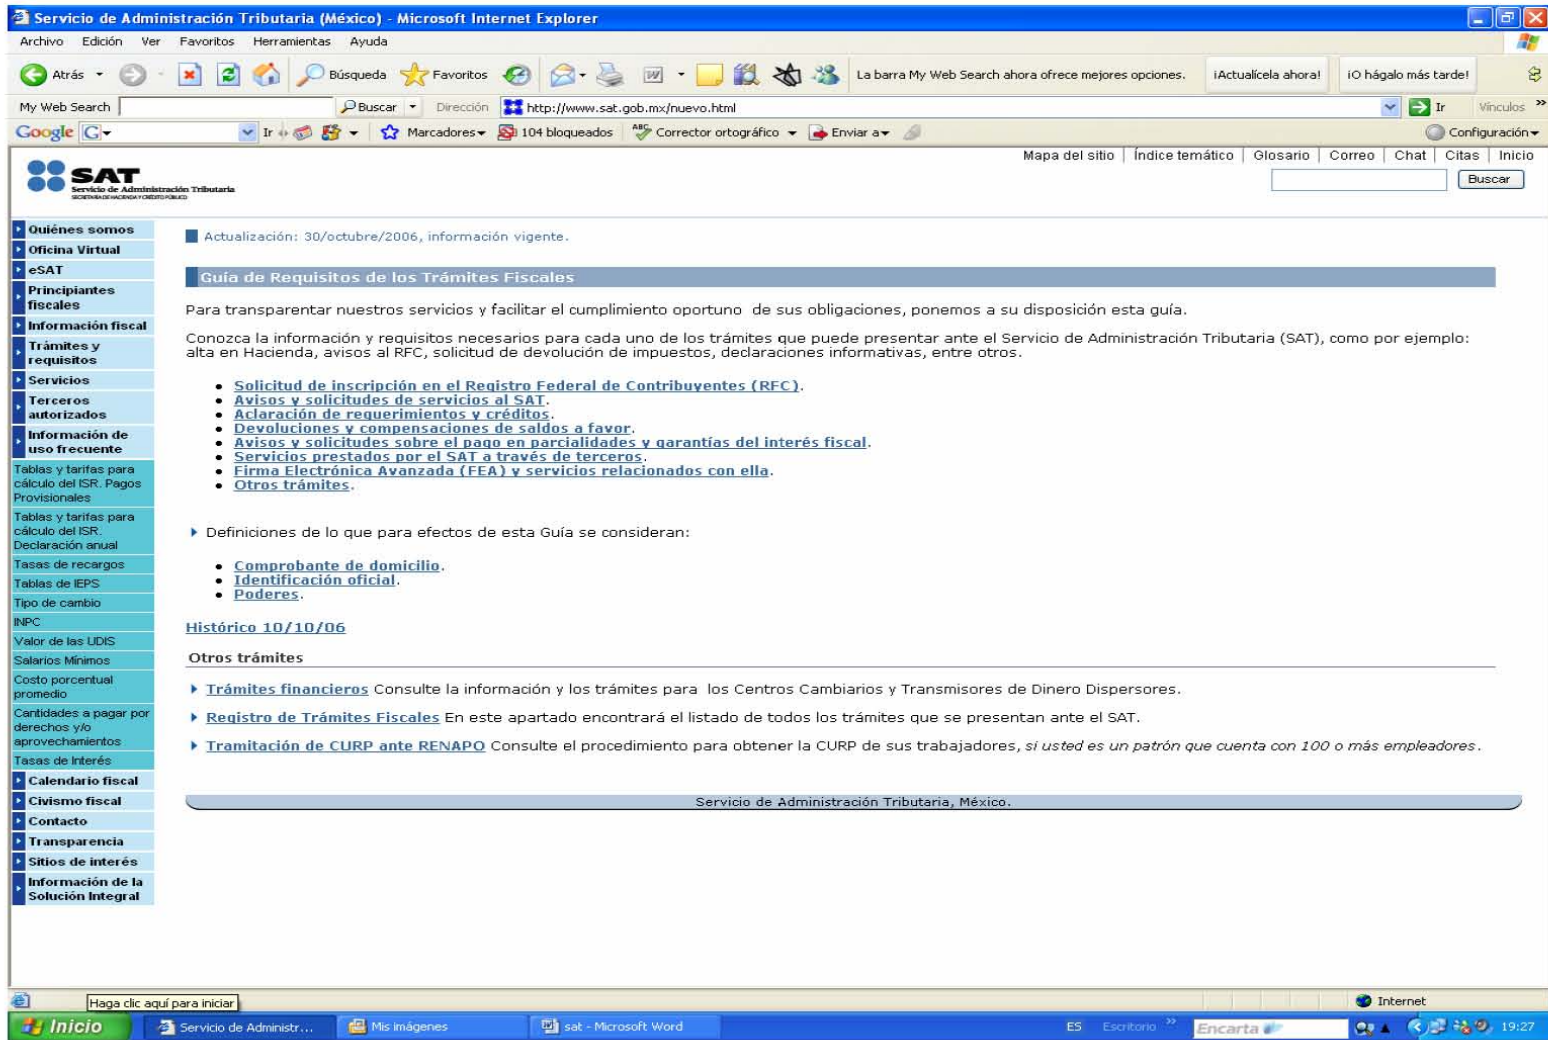 Servicio de Administración Tributaria (México) - Microsoft Internet Explorer
Archivo Edición Ver Favoritos Herramientas Ayuda
Atrás Búsqueda Favoritos La barra My Web Search ahora ofrece mejores opciones. ¡Actualícela ahora! ¡O hágalo más tarde!
My Web Search Buscar Dirección http://www.sat.gob.mx/nuevo.html Ir Vínculos »
Google G Ir Marcadores 104 bloqueados ABC Corrector ortográfico Enviar a Configuración
Mapa del sitio | Índice temático | Glosario | Correo | Chat | Citas | Inicio
Buscar
SAT
Servicio de Administración Tributaria
SECRETARÍA DE HACIENDA Y CRÉDITO PÚBLICO
Quiénes somos
Oficina Virtual
eSAT
Principiantes
fiscales
Información fiscal
Trámites y
requisitos
Servicios
Terceros
autorizados
Información de
uso frecuente
Tablas y tarifas para
cálculo del ISR. Pagos
Provisionales
Tablas y tarifas para
cálculo del ISR.
Declaración anual
Tasas de recargos
Tablas de IEPS
Tipo de cambio
INPC
Valor de las UDIS
Salarios Mínimos
Costo porcentual
promedio
Cantidades a pagar por
derechos y/o
aprovechamientos
Tasas de Interés
Calendario fiscal
Civismo fiscal
Contacto
Transparencia
Sitios de interés
Información de la
Solución Integral
Actualización: 30/octubre/2006, información vigente.
Guía de Requisitos de los Trámites Fiscales
Para transparentar nuestros servicios y facilitar el cumplimiento oportuno de sus obligaciones, ponemos a su disposición esta guía.
Conozca la información y requisitos necesarios para cada uno de los trámites que puede presentar ante el Servicio de Administración Tributaria (SAT), como por ejemplo:
alta en Hacienda, avisos al RFC, solicitud de devolución de impuestos, declaraciones informativas, entre otros.
• Solicitud de inscripción en el Registro Federal de Contribuyentes (RFC).
• Avisos y solicitudes de servicios al SAT.
• Aclaración de requerimientos y créditos.
• Devoluciones y compensaciones de saldos a favor.
• Avisos y solicitudes sobre el pago en parcialidades y garantías del interés fiscal.
• Servicios prestados por el SAT a través de terceros.
• Firma Electrónica Avanzada (FEA) y servicios relacionados con ella.
• Otros trámites.
Definiciones de lo que para efectos de esta Guía se consideran:
• Comprobante de domicilio.
• Identificación oficial.
• Poderes.
Histórico 10/10/06
Otros trámites
Trámites financieros Consulte la información y los trámites para los Centros Cambiarios y Transmisores de Dinero Dispersores.
Registro de Trámites Fiscales En este apartado encontrará el listado de todos los trámites que se presentan ante el SAT.
Tramitación de CURP ante RENAPO Consulte el procedimiento para obtener la CURP de sus trabajadores, si usted es un patrón que cuenta con 100 o más empleadores.
Servicio de Administración Tributaria, México.
Haga clic aquí para iniciar
Internet
Inicio Servicio de Administr... Mis imágenes sat - Microsoft Word ES Escritorio » Encarta 19:27